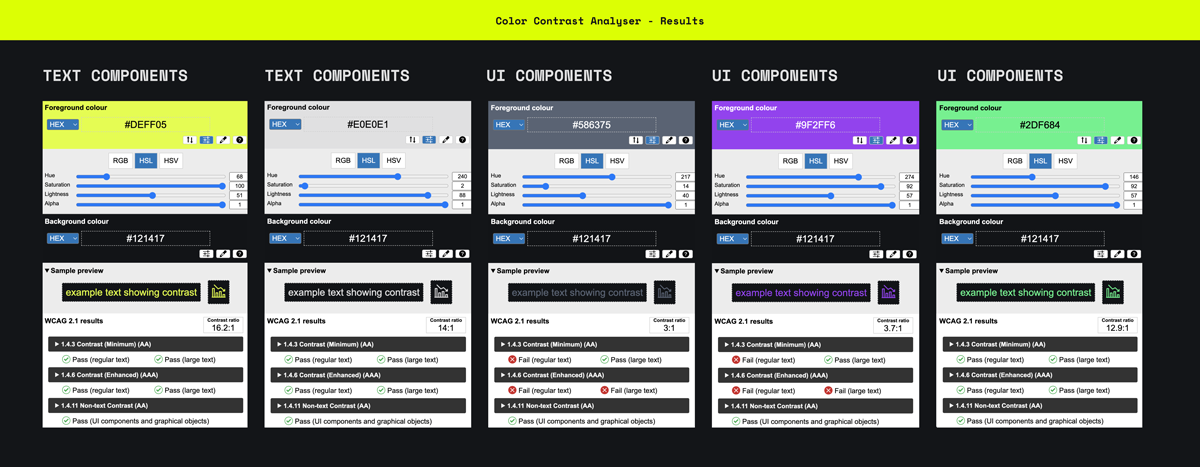 Color Contrast Analyser - Results
TEXT COMPONENTS
Foreground colour
HEX
#DEFF05
RGB HSL HSV
Hue 68
Saturation 100
Lightness 51
Alpha 1
Background colour
HEX
#121417
▼ Sample preview
example text showing contrast
WCAG 2.1 results
Contrast ratio
16.2:1
▶ 1.4.3 Contrast (Minimum) (AA)
Pass (regular text) Pass (large text)
▶ 1.4.6 Contrast (Enhanced) (AAA)
Pass (regular text) Pass (large text)
▶ 1.4.11 Non-text Contrast (AA)
Pass (UI components and graphical objects)
TEXT COMPONENTS
Foreground colour
HEX
#E0E0E1
RGB HSL HSV
Hue 240
Saturation 2
Lightness 88
Alpha 1
Background colour
HEX
#121417
▼ Sample preview
example text showing contrast
WCAG 2.1 results
Contrast ratio
14:1
▶ 1.4.3 Contrast (Minimum) (AA)
Pass (regular text) Pass (large text)
▶ 1.4.6 Contrast (Enhanced) (AAA)
Pass (regular text) Pass (large text)
▶ 1.4.11 Non-text Contrast (AA)
Pass (UI components and graphical objects)
UI COMPONENTS
Foreground colour
HEX
#586375
RGB HSL HSV
Hue 217
Saturation 14
Lightness 40
Alpha 1
Background colour
HEX
#121417
▼ Sample preview
example text showing contrast
WCAG 2.1 results
Contrast ratio
3:1
▶ 1.4.3 Contrast (Minimum) (AA)
Fail (regular text) Pass (large text)
▶ 1.4.6 Contrast (Enhanced) (AAA)
Fail (regular text) Fail (large text)
▶ 1.4.11 Non-text Contrast (AA)
Pass (UI components and graphical objects)
UI COMPONENTS
Foreground colour
HEX
#9F2FF6
RGB HSL HSV
Hue 274
Saturation 92
Lightness 57
Alpha 1
Background colour
HEX
#121417
▼ Sample preview
example text showing contrast
WCAG 2.1 results
Contrast ratio
3.7:1
▶ 1.4.3 Contrast (Minimum) (AA)
Fail (regular text) Pass (large text)
▶ 1.4.6 Contrast (Enhanced) (AAA)
Fail (regular text) Fail (large text)
▶ 1.4.11 Non-text Contrast (AA)
Pass (UI components and graphical objects)
UI COMPONENTS
Foreground colour
HEX
#2DF684
RGB HSL HSV
Hue 146
Saturation 92
Lightness 57
Alpha 1
Background colour
HEX
#121417
▼ Sample preview
example text showing contrast
WCAG 2.1 results
Contrast ratio
12.9:1
▶ 1.4.3 Contrast (Minimum) (AA)
Pass (regular text) Pass (large text)
▶ 1.4.6 Contrast (Enhanced) (AAA)
Pass (regular text) Pass (large text)
▶ 1.4.11 Non-text Contrast (AA)
Pass (UI components and graphical objects)